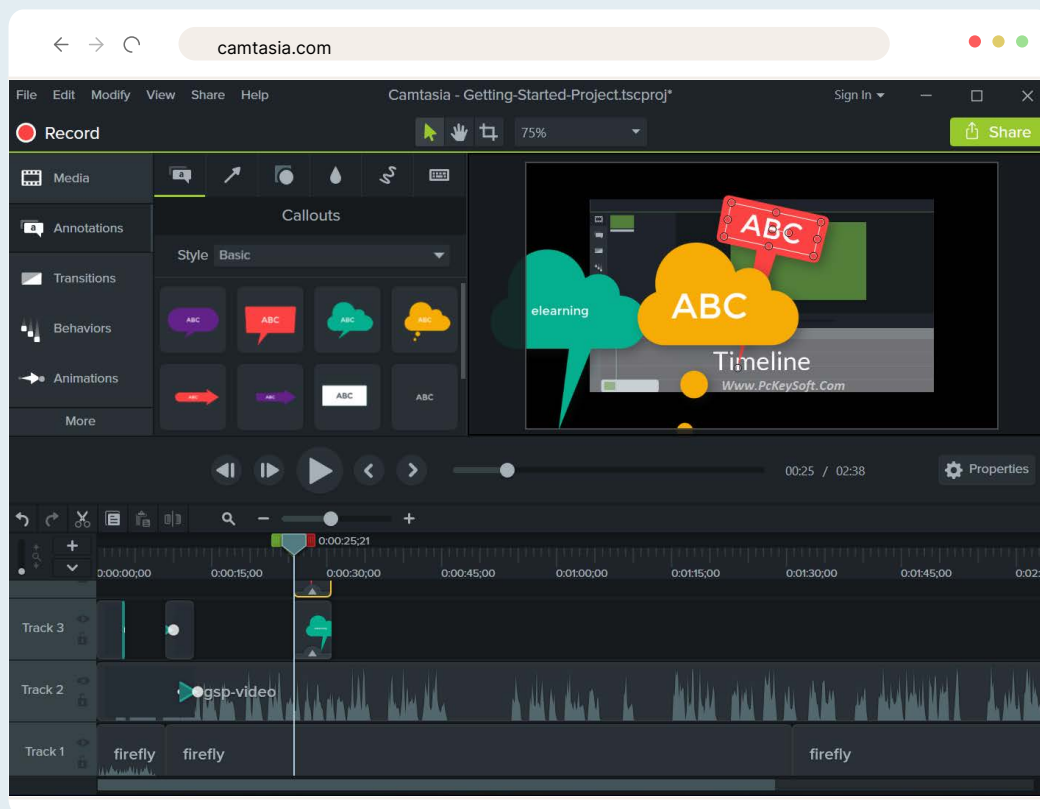 camtasia.com
File Edit Modify View Share Help Camtasia - Getting-Started-Project.tscproj* Sign In
Record 75% Share
Media
a
Callouts
a Annotations
Style Basic
Transitions
ABC ABC ABC ABC
Behaviors
Animations
ABC ABC ABC ABC
More
ABC
ABC
elearning
Timeline
Www.PcKeySoft.Com
00:25 / 02:38 Properties
0:00:25;21
0:00:00;00 0:00:15;00 0:00:30;00 0:00:45;00 0:01:00;00 0:01:15;00 0:01:30;00 0:01:45;00 0:02:
Track 3
Track 2 gsp-video
Track 1 firefly firefly firefly